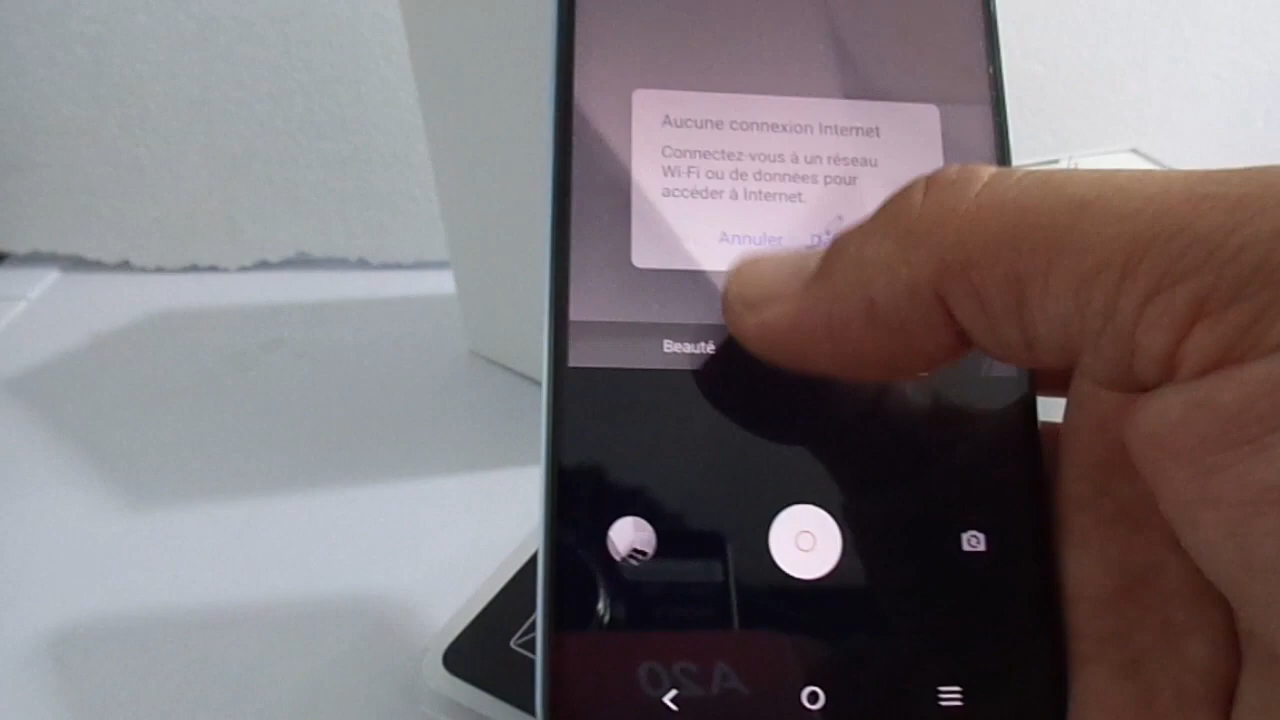 Aucune connexion Internet
Connectez-vous à un réseau
Wi-Fi ou de données pour
accéder à Internet.
Annuler
Beauté
A20